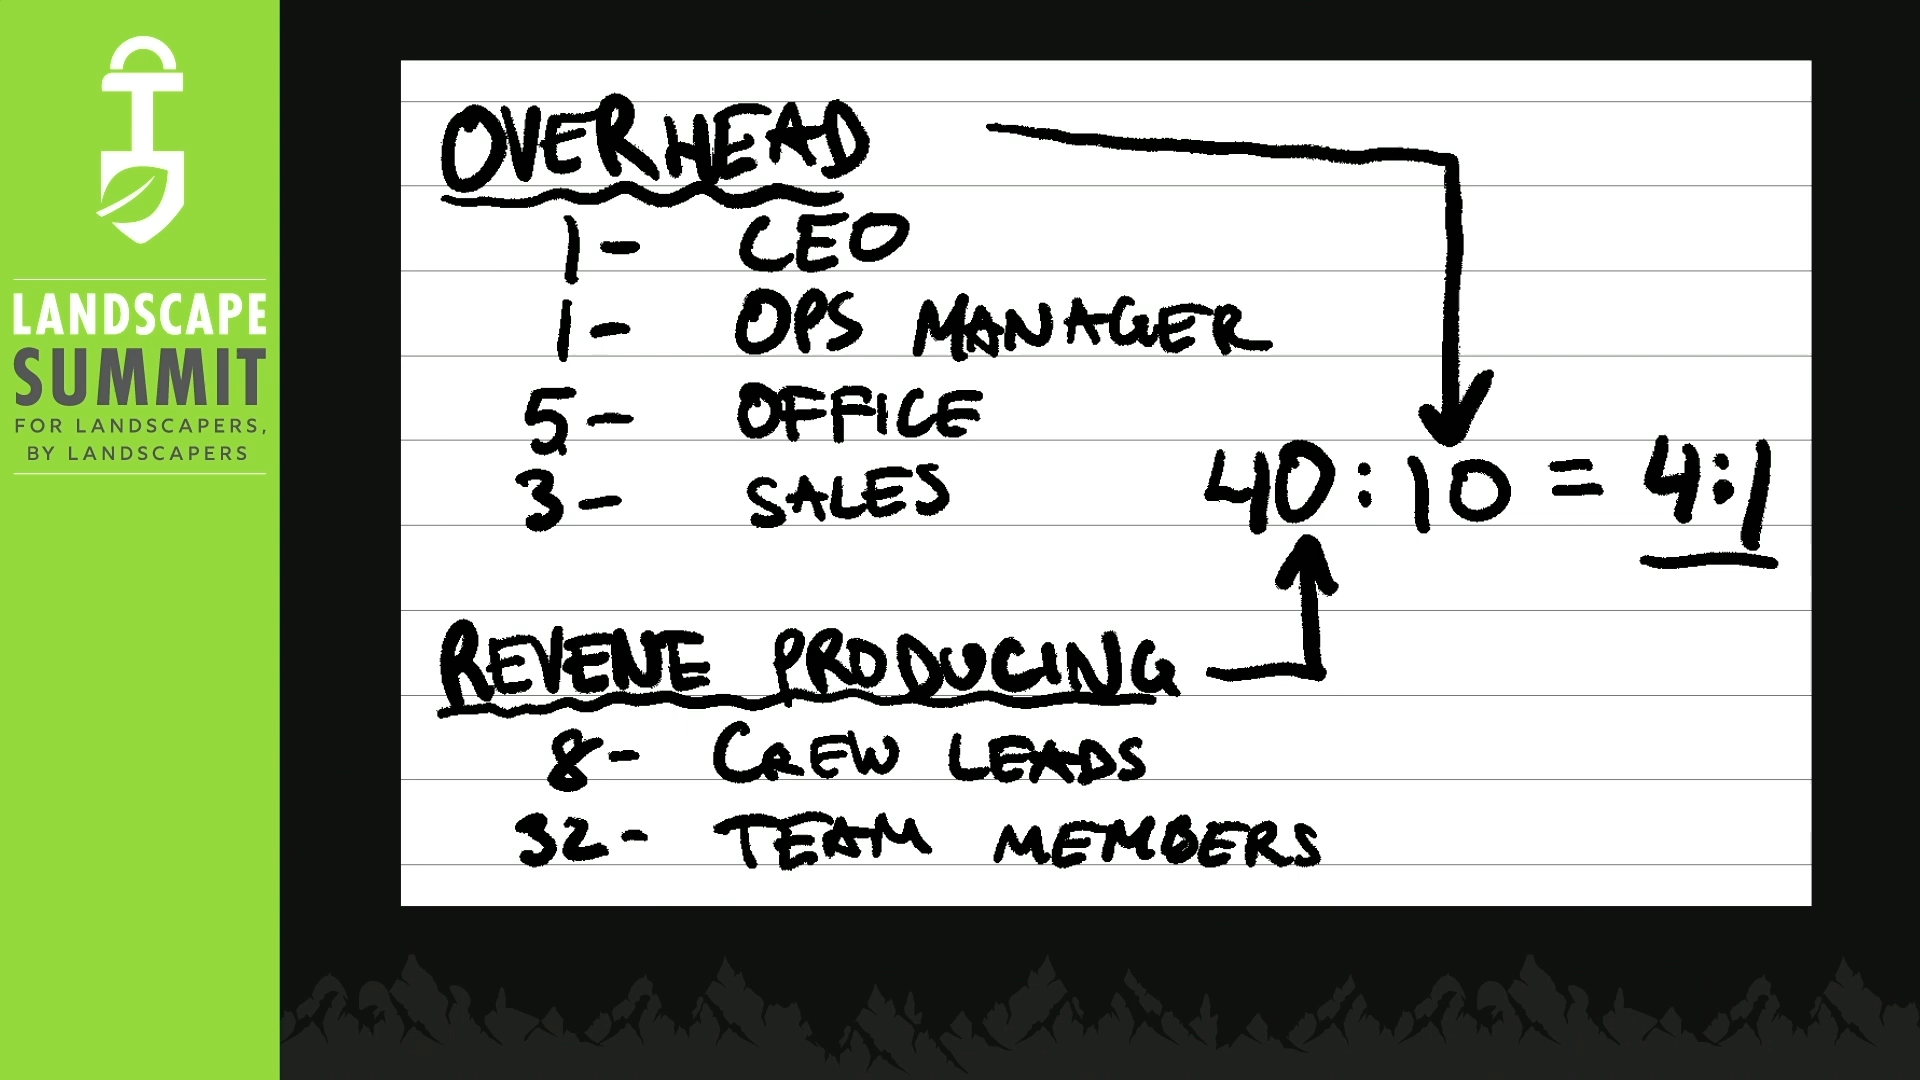 LANDSCAPE
SUMMIT
FOR LANDSCAPERS,
BY LANDSCAPERS
OVERHEAD
1- CEO
1- OPS MANAGER
5- OFFICE
3- SALES
40:10 = 4:1
REVENE PRODUCING
8- CREW LEADS
32- TEAM MEMBERS